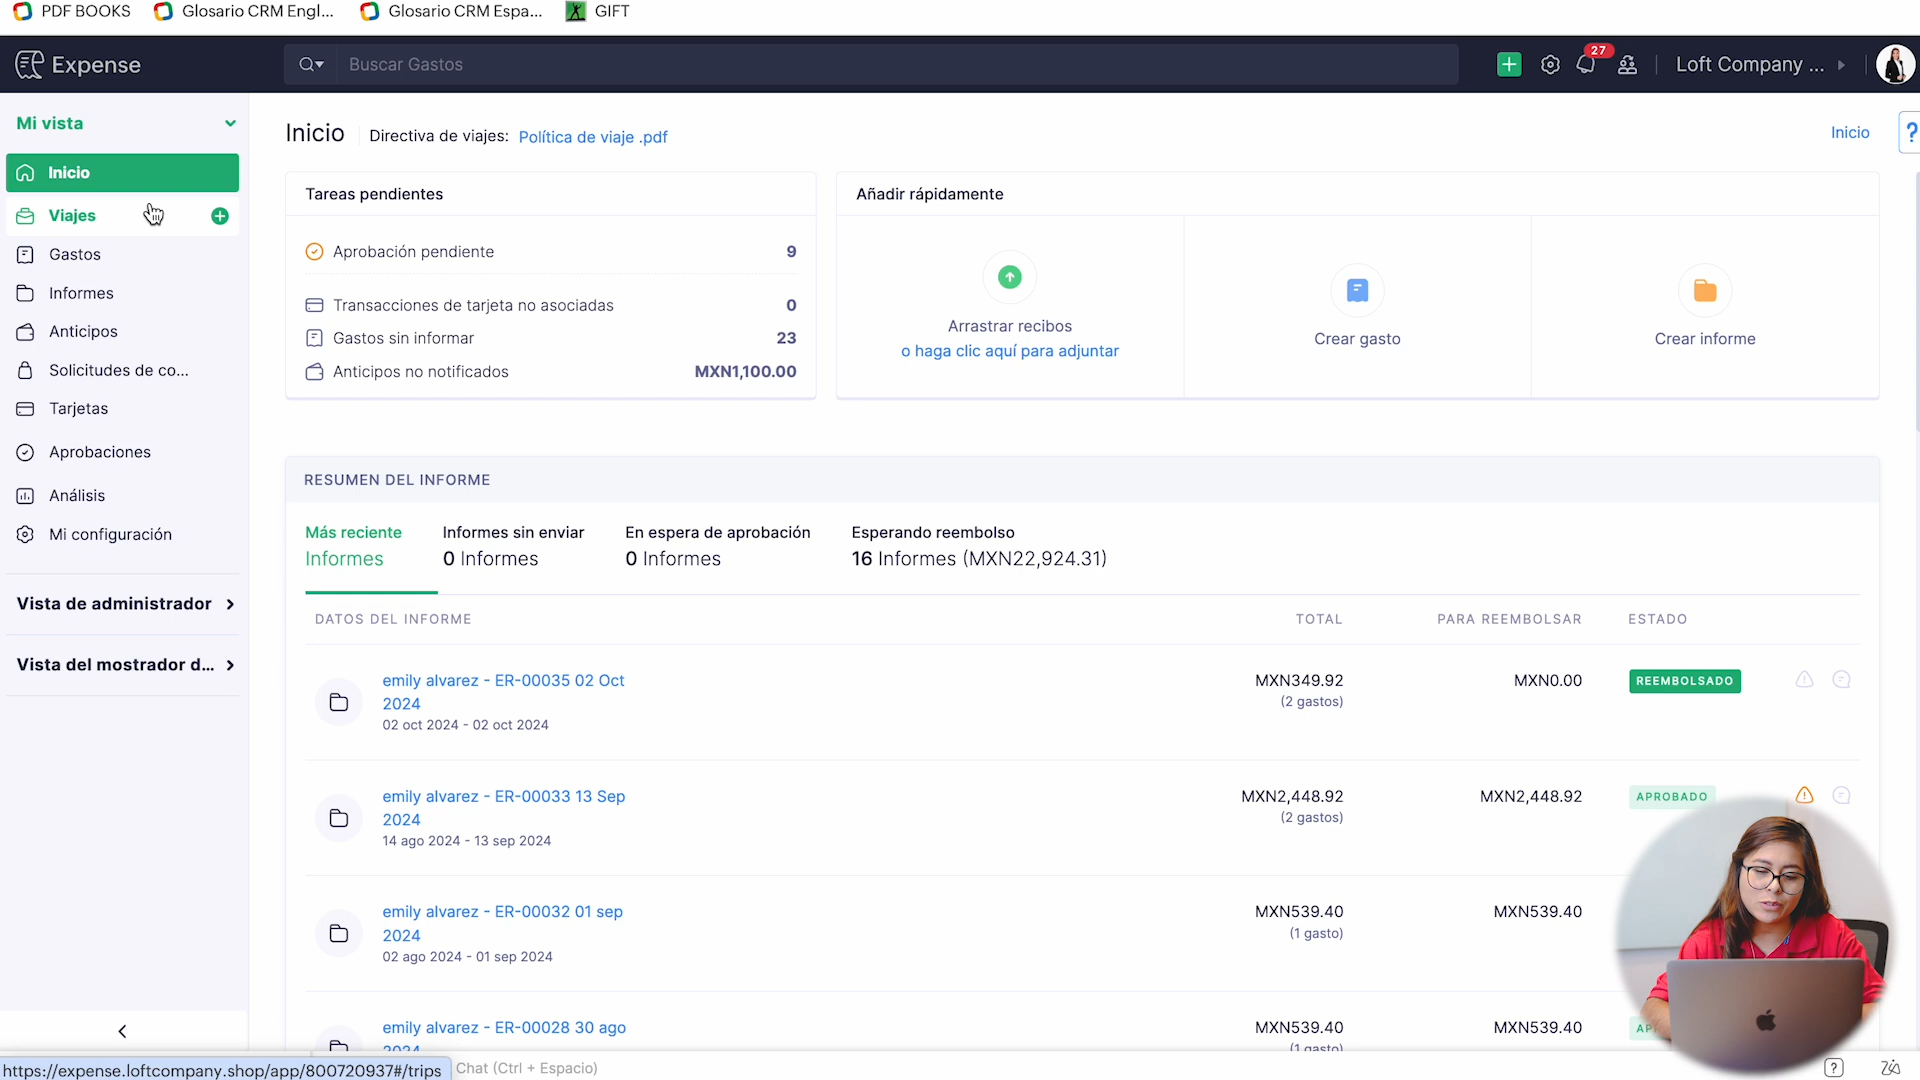 PDF BOOKS
Glosario CRM Engl...
Glosario CRM Espa...
GIFT
Expense
Buscar Gastos
27
Loft Company ...
Mi vista
Inicio
Viajes
Gastos
Informes
Anticipos
Solicitudes de co...
Tarjetas
Aprobaciones
Análisis
Mi configuración
Vista de administrador
Vista del mostrador d...
Inicio
Directiva de viajes: Política de viaje .pdf
Inicio
?
Tareas pendientes
Aprobación pendiente 9
Transacciones de tarjeta no asociadas 0
Gastos sin informar 23
Anticipos no notificados MXN1,100.00
Añadir rápidamente
Arrastrar recibos
o haga clic aquí para adjuntar
Crear gasto
Crear informe
RESUMEN DEL INFORME
Más reciente
Informes
Informes sin enviar
0 Informes
En espera de aprobación
0 Informes
Esperando reembolso
16 Informes (MXN22,924.31)
DATOS DEL INFORME TOTAL PARA REEMBOLSAR ESTADO
emily alvarez - ER-00035 02 Oct
2024
02 oct 2024 - 02 oct 2024
MXN349.92
(2 gastos)
MXN0.00
REEMBOLSADO
emily alvarez - ER-00033 13 Sep
2024
14 ago 2024 - 13 sep 2024
MXN2,448.92
(2 gastos)
MXN2,448.92
APROBADO
emily alvarez - ER-00032 01 sep
2024
02 ago 2024 - 01 sep 2024
MXN539.40
(1 gasto)
MXN539.40
emily alvarez - ER-00028 30 ago
2024
MXN539.40
(1 gasto)
MXN539.40
https://expense.loftcompany.shop/app/800720937#/trips
Chat (Ctrl + Espacio)
?